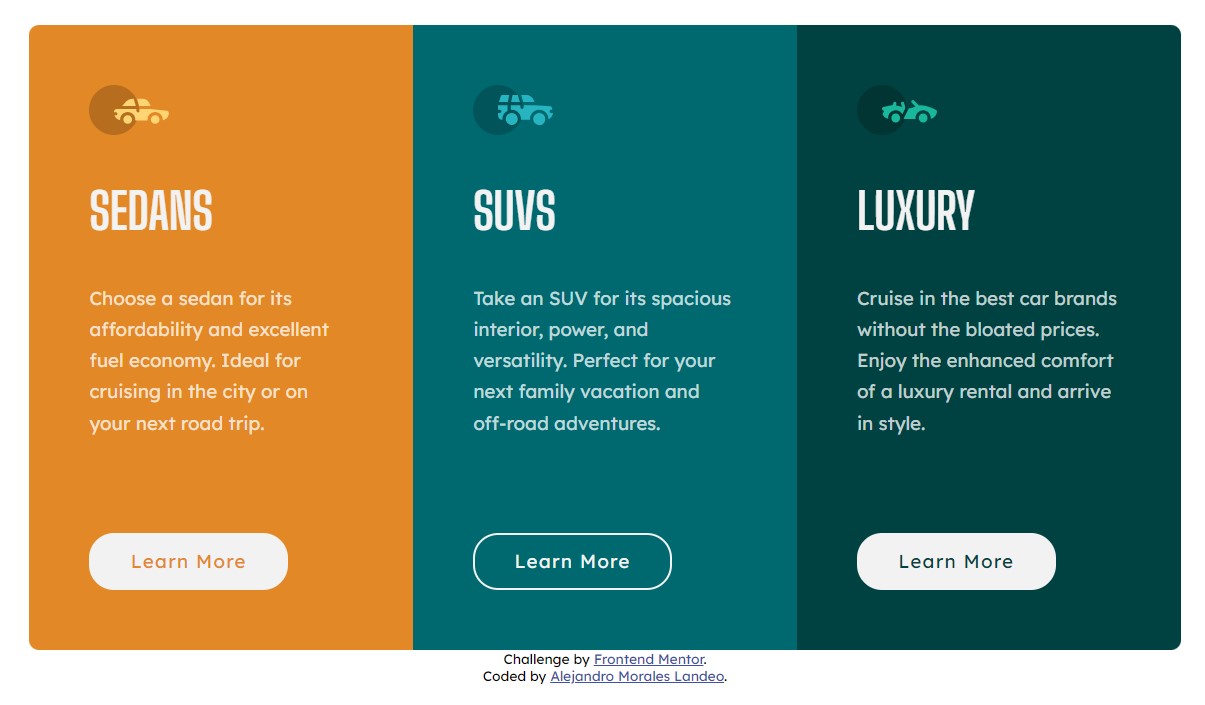 SEDANS
Choose a sedan for its
affordability and excellent
fuel economy. Ideal for
cruising in the city or on
your next road trip.
Learn More
SUVS
Take an SUV for its spacious
interior, power, and
versatility. Perfect for your
next family vacation and
off-road adventures.
Learn More
LUXURY
Cruise in the best car brands
without the bloated prices.
Enjoy the enhanced comfort
of a luxury rental and arrive
in style.
Learn More
Challenge by Frontend Mentor.
Coded by Alejandro Morales Landeo.